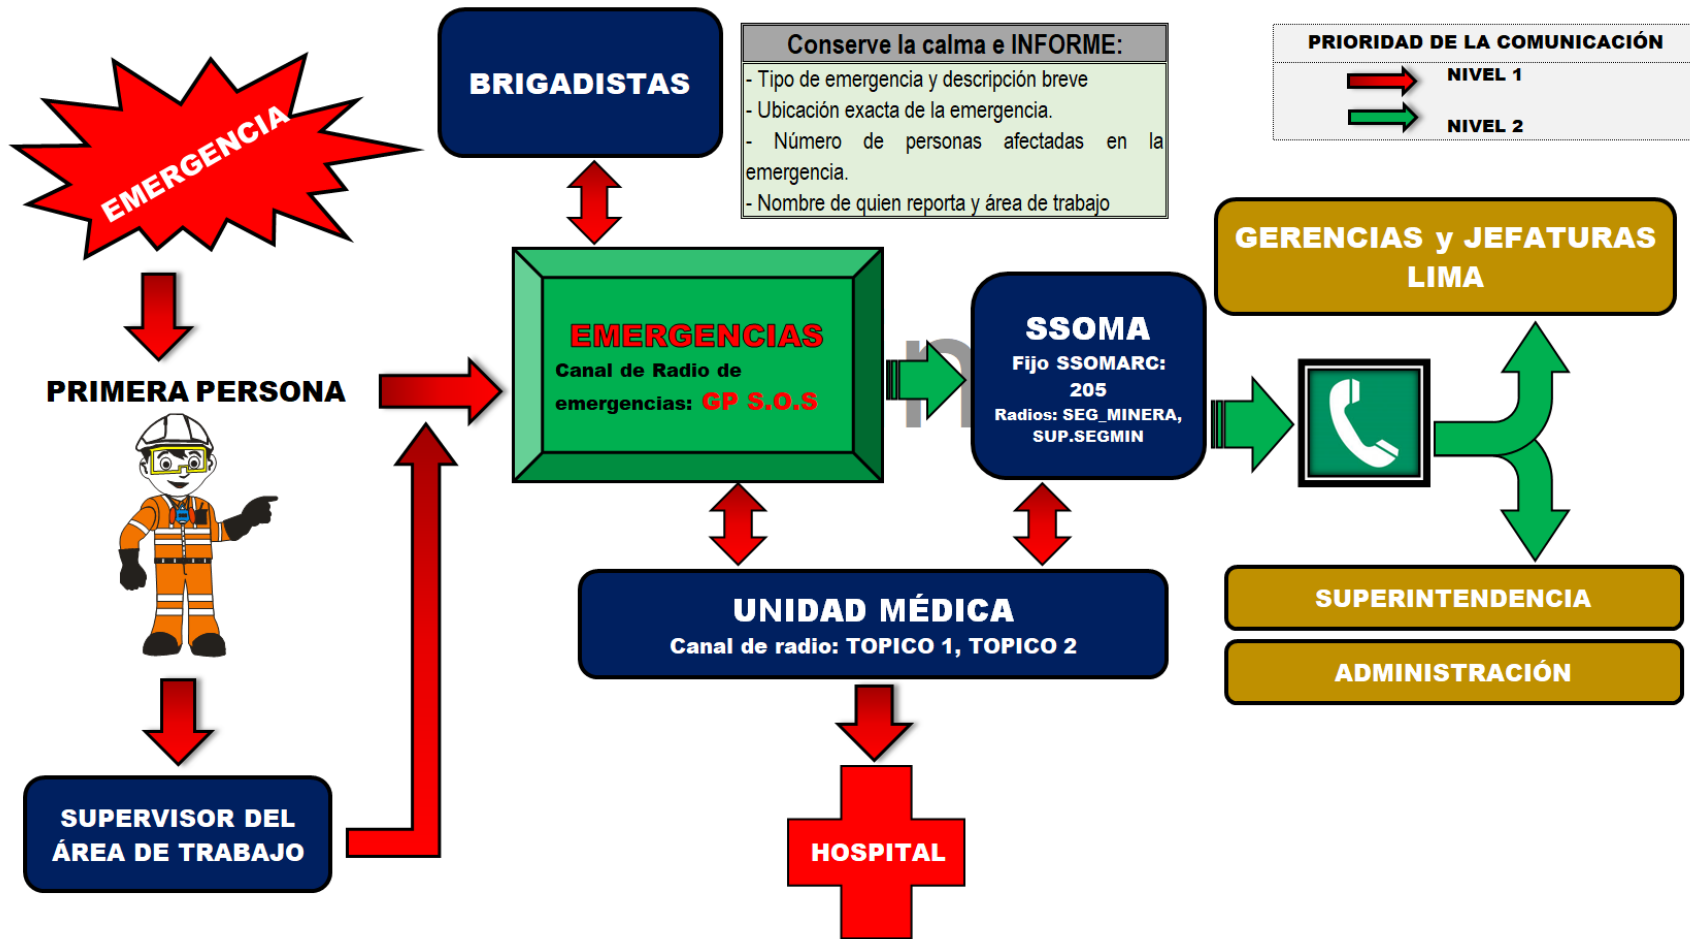 EMERGENCIA
BRIGADISTAS
Conserve la calma e INFORME:
- Tipo de emergencia y descripción breve
- Ubicación exacta de la emergencia.
- Número de personas afectadas en la
emergencia.
- Nombre de quien reporta y área de trabajo
PRIORIDAD DE LA COMUNICACIÓN
NIVEL 1
NIVEL 2
GERENCIAS y JEFATURAS
LIMA
PRIMERA PERSONA
EMERGENCIAS
Canal de Radio de
emergencias: GP S.O.S
SSOMA
Fijo SSOMARC:
205
Radios: SEG_MINERA,
SUP.SEGMIN
UNIDAD MÉDICA
Canal de radio: TOPICO 1, TOPICO 2
SUPERINTENDENCIA
ADMINISTRACIÓN
SUPERVISOR DEL
ÁREA DE TRABAJO
HOSPITAL